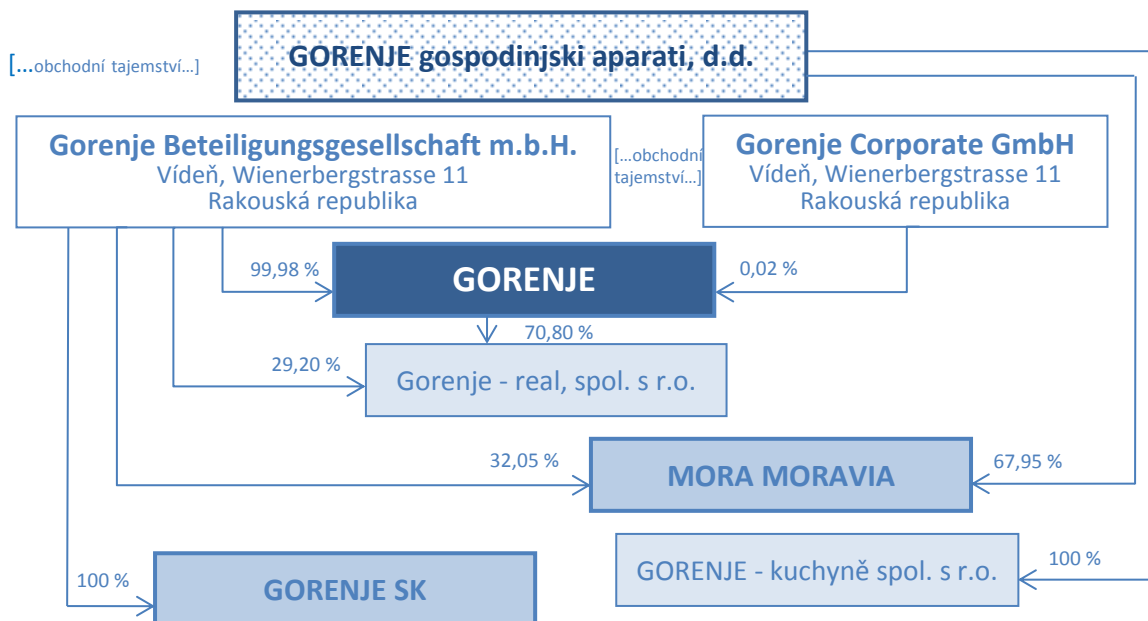 GORENJE gospodinjski aparati, d.d.
[...obchodní tajemství...]
Gorenje Beteiligungsgesellschaft m.b.H.
Vídeň, Wienerbergstrasse 11
Rakouská republika
[...obchodní
tajemství...]
Gorenje Corporate GmbH
Vídeň, Wienerbergstrasse 11
Rakouská republika
99,98 %
GORENJE
0,02 %
70,80 %
29,20 %
Gorenje - real, spol. s r.o.
32,05 %
MORA MORAVIA
67,95 %
GORENJE - kuchyně spol. s r.o.
100 %
100 %
GORENJE SK